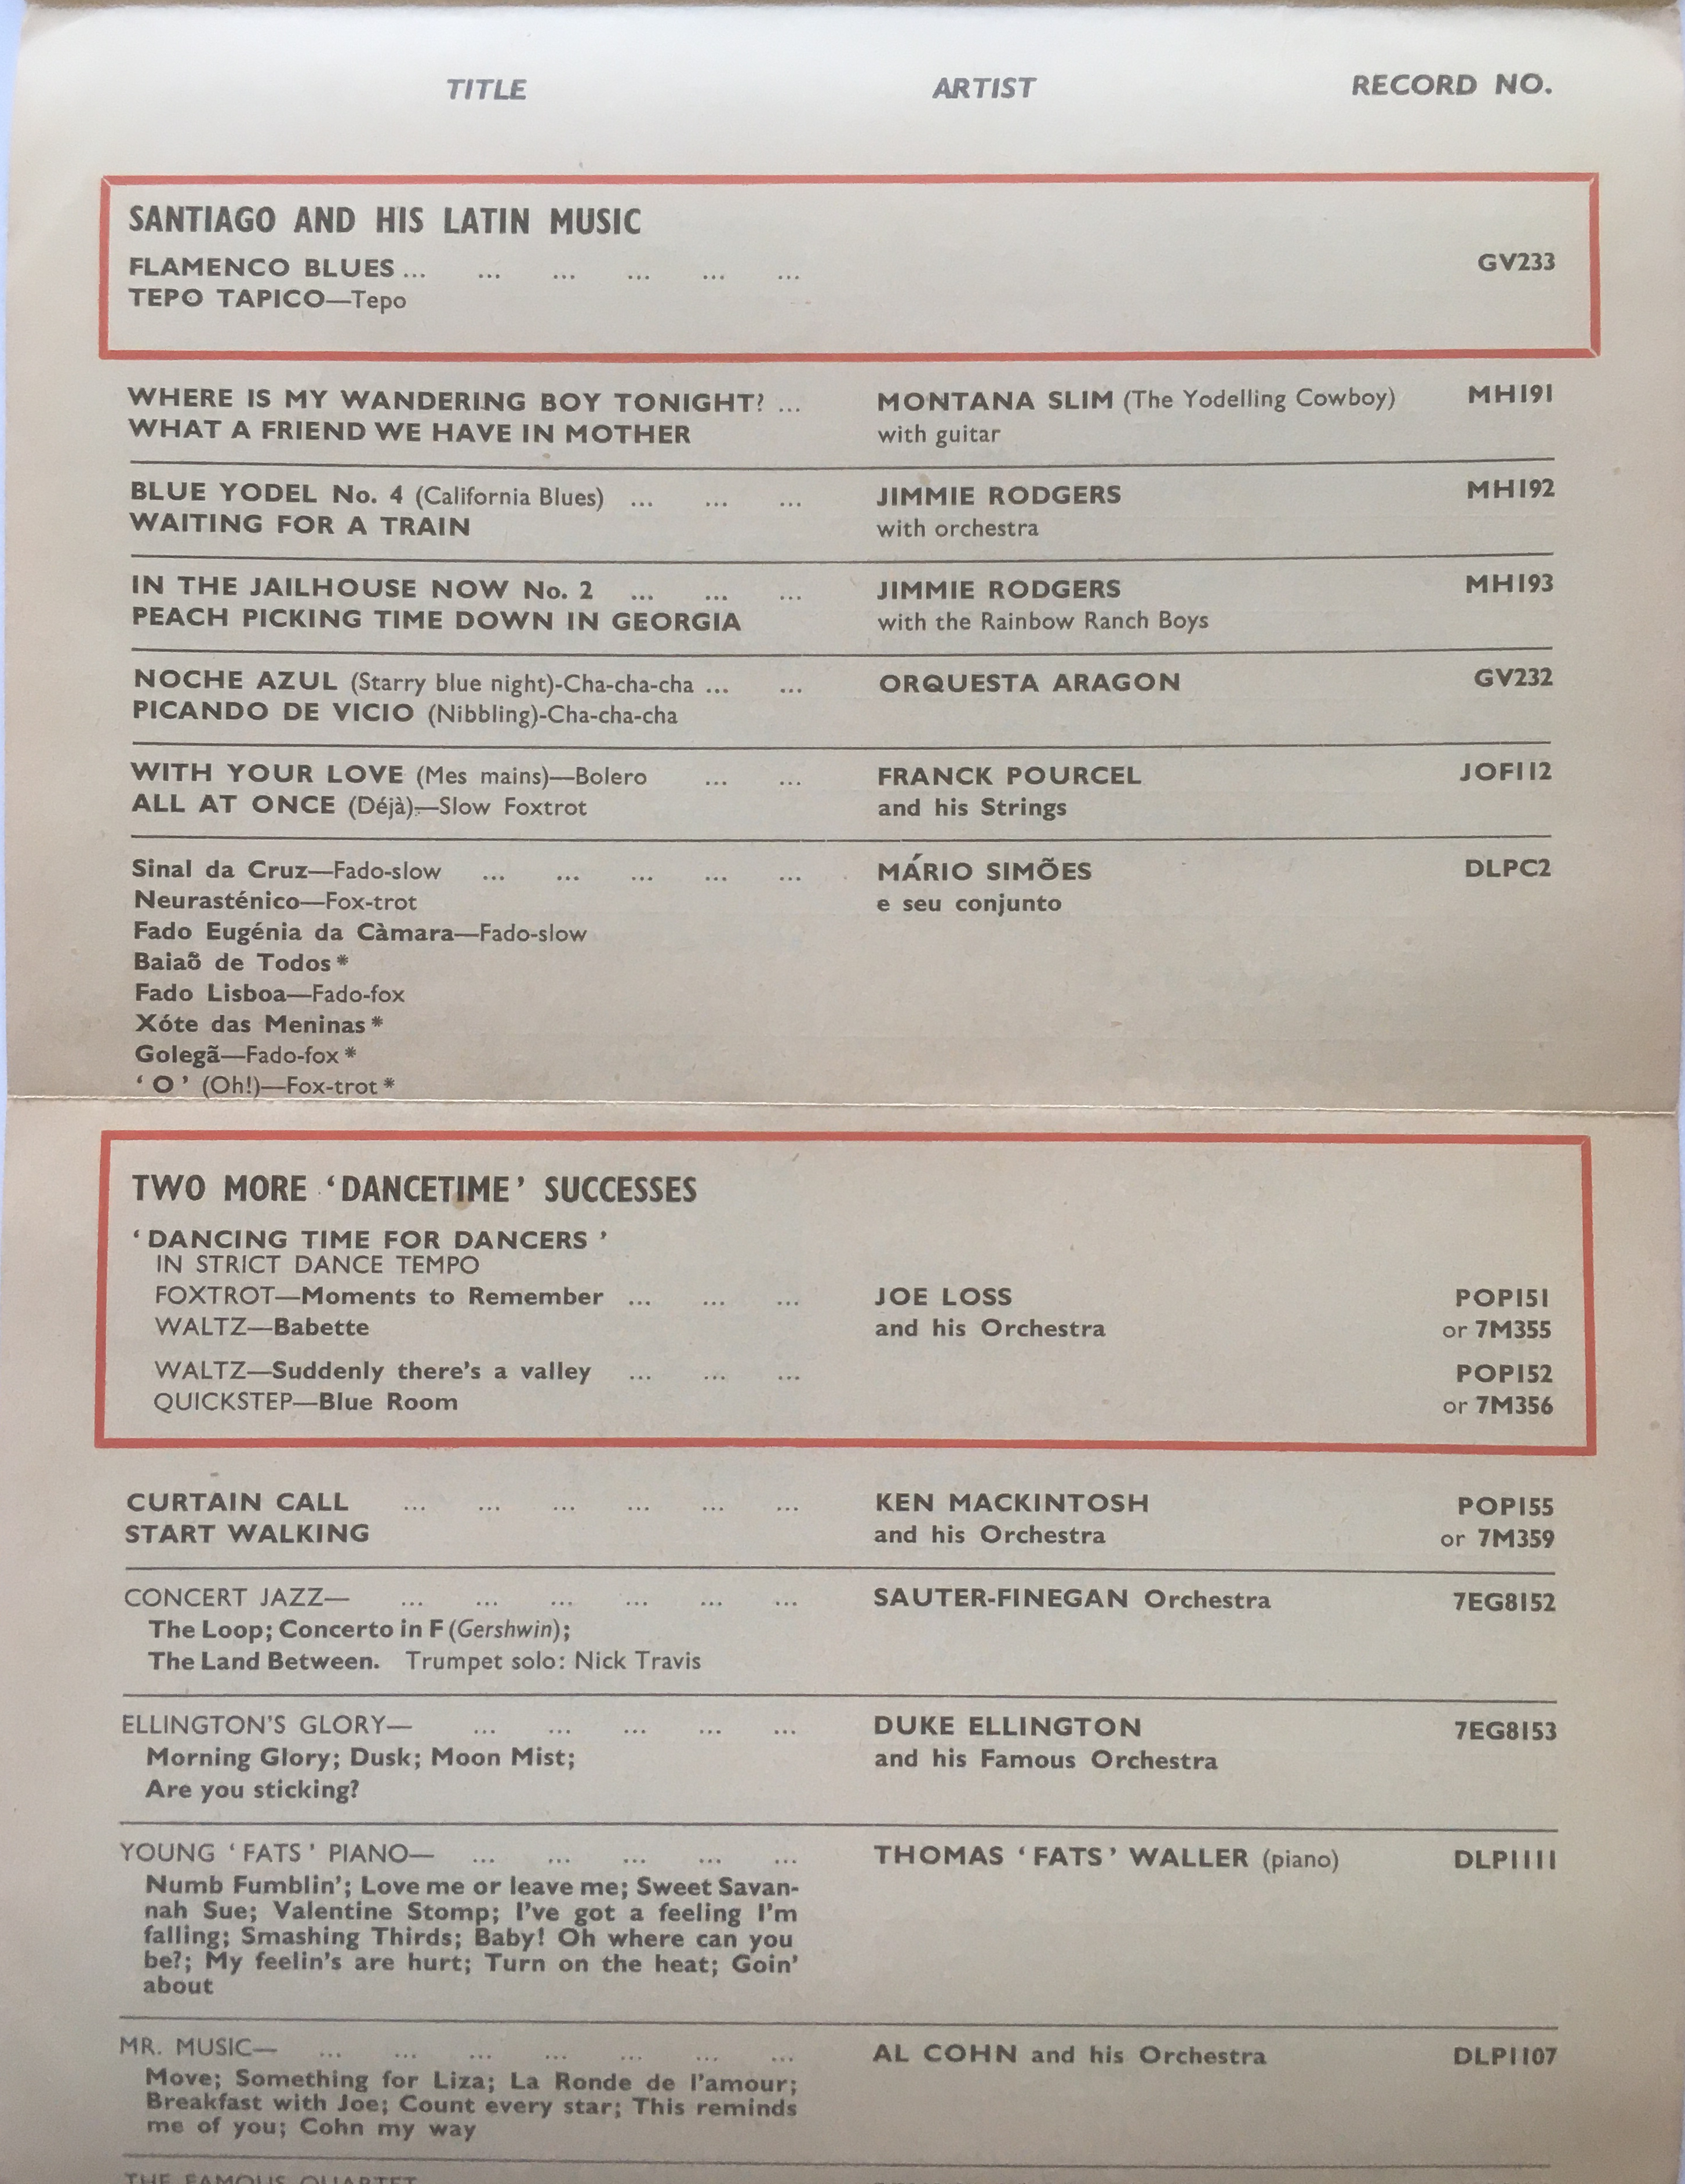 TITLE ARTIST RECORD NO.
SANTIAGO AND HIS LATIN MUSIC
FLAMENCO BLUES ... ... ... ... ... ... GV233
TEPO TAPICO—Tepo
WHERE IS MY WANDERING BOY TONIGHT? ... MONTANA SLIM (The Yodelling Cowboy) MH191
WHAT A FRIEND WE HAVE IN MOTHER with guitar
BLUE YODEL No. 4 (California Blues) ... ... ... JIMMIE RODGERS MH192
WAITING FOR A TRAIN with orchestra
IN THE JAILHOUSE NOW No. 2 ... ... ... JIMMIE RODGERS MH193
PEACH PICKING TIME DOWN IN GEORGIA with the Rainbow Ranch Boys
NOCHE AZUL (Starry blue night)-Cha-cha-cha ... ... ORQUESTA ARAGON GV232
PICANDO DE VICIO (Nibbling)-Cha-cha-cha
WITH YOUR LOVE (Mes mains)—Bolero ... ... FRANCK POURCEL JOF112
ALL AT ONCE (Déjà)—Slow Foxtrot and his Strings
Sinal da Cruz—Fado-slow ... ... ... ... ... MÁRIO SIMÕES DLPC2
Neurasténico—Fox-trot e seu conjunto
Fado Eugénia da Càmara—Fado-slow
Baiaõ de Todos *
Fado Lisboa—Fado-fox
Xóte das Meninas *
Golegã—Fado-fox *
‘ O ’ (Oh!)—Fox-trot *
TWO MORE ‘DANCETIME’ SUCCESSES
‘ DANCING TIME FOR DANCERS ’
IN STRICT DANCE TEMPO
FOXTROT—Moments to Remember ... ... ... JOE LOSS POP151
WALTZ—Babette and his Orchestra or 7M355
WALTZ—Suddenly there's a valley ... ... ... POP152
QUICKSTEP—Blue Room or 7M356
CURTAIN CALL ... ... ... ... ... ... KEN MACKINTOSH POP155
START WALKING and his Orchestra or 7M359
CONCERT JAZZ— ... ... ... ... ... ... SAUTER-FINEGAN Orchestra 7EG8152
The Loop; Concerto in F (Gershwin);
The Land Between. Trumpet solo: Nick Travis
ELLINGTON'S GLORY— ... ... ... ... ... DUKE ELLINGTON 7EG8153
Morning Glory; Dusk; Moon Mist; and his Famous Orchestra
Are you sticking?
YOUNG ‘FATS’ PIANO— ... ... ... ... ... THOMAS ‘FATS’ WALLER (piano) DLP1111
Numb Fumblin'; Love me or leave me; Sweet Savan-
nah Sue; Valentine Stomp; I've got a feeling I'm
falling; Smashing Thirds; Baby! Oh where can you
be?; My feelin's are hurt; Turn on the heat; Goin'
about
MR. MUSIC— ... ... ... ... ... ... ... AL COHN and his Orchestra DLP1107
Move; Something for Liza; La Ronde de l'amour;
Breakfast with Joe; Count every star; This reminds
me of you; Cohn my way
THE FAMOUS QUARTET